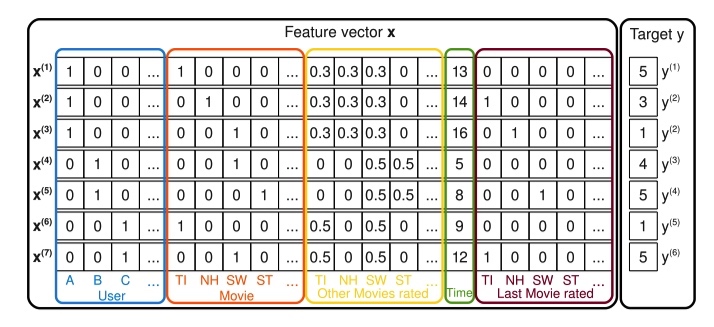 Feature vector x Target y
x(1) 1 0 0 ... 1 0 0 0 ... 0.3 0.3 0.3 0 ... 13 0 0 0 0 ... 5 y(1)
x(2) 1 0 0 ... 0 1 0 0 ... 0.3 0.3 0.3 0 ... 14 1 0 0 0 ... 3 y(2)
x(3) 1 0 0 ... 0 0 1 0 ... 0.3 0.3 0.3 0 ... 16 0 1 0 0 ... 1 y(2)
x(4) 0 1 0 ... 0 0 1 0 ... 0 0 0.5 0.5 ... 5 0 0 0 0 ... 4 y(3)
x(5) 0 1 0 ... 0 0 0 1 ... 0 0 0.5 0.5 ... 8 0 0 1 0 ... 5 y(4)
x(6) 0 0 1 ... 1 0 0 0 ... 0.5 0 0.5 0 ... 9 0 0 0 0 ... 1 y(5)
x(7) 0 0 1 ... 0 0 1 0 ... 0.5 0 0.5 0 ... 12 1 0 0 0 ... 5 y(6)
A B C ... TI NH SW ST ... TI NH SW ST ... TI NH SW ST ...
User Movie Other Movies rated Time Last Movie rated